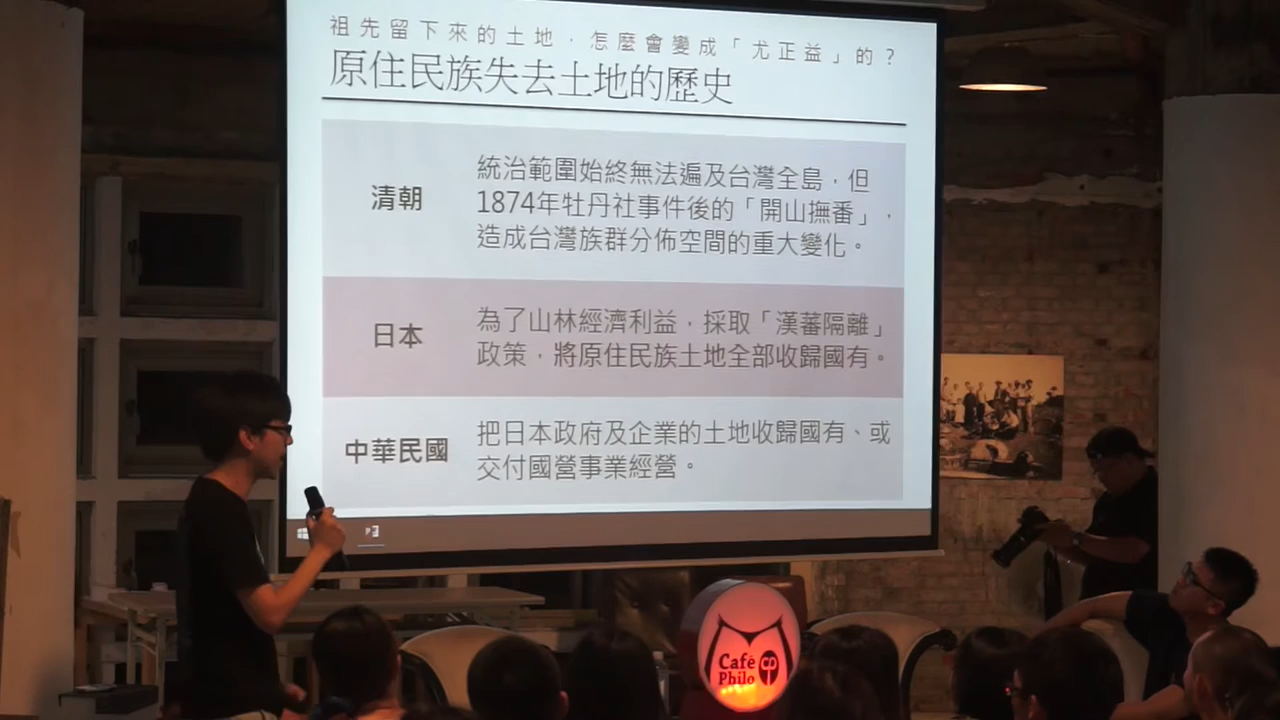 祖先留下來的土地，怎麼會變成「尤正益」的？
原住民族失去土地的歷史
清朝
統治範圍始終無法遍及台灣全島，但
1874年牡丹社事件後的「開山撫番」，
造成台灣族群分佈空間的重大變化。
日本
為了山林經濟利益，採取「漢蕃隔離」
政策，將原住民族土地全部收歸國有。
中華民國
把日本政府及企業的土地收歸國有、或
交付國營事業經營。
Café
Philo